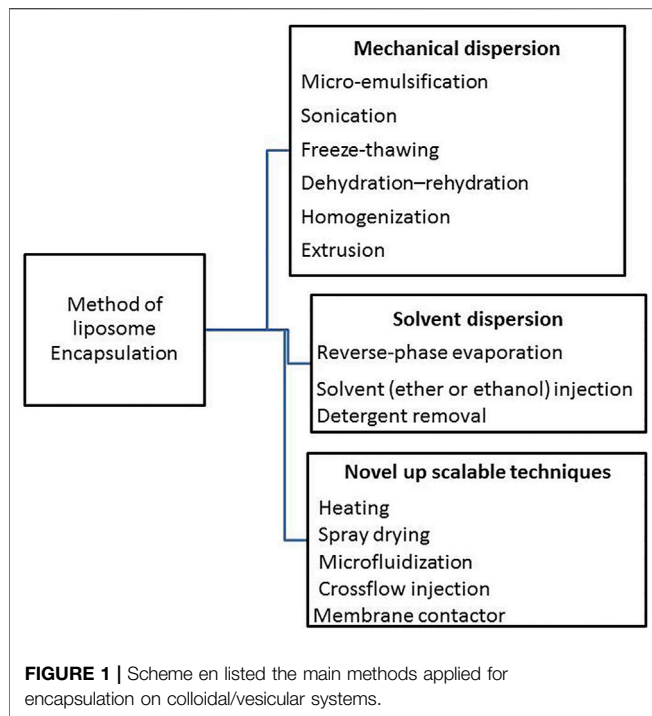 Mechanical dispersion
Micro-emulsification
Sonication
Freeze-thawing
Dehydration–rehydration
Homogenization
Extrusion
Method of
liposome
Encapsulation
Solvent dispersion
Reverse-phase evaporation
Solvent (ether or ethanol) injection
Detergent removal
Novel up scalable techniques
Heating
Spray drying
Microfluidization
Crossflow injection
Membrane contactor
FIGURE 1 | Scheme en listed the main methods applied for
encapsulation on colloidal/vesicular systems.